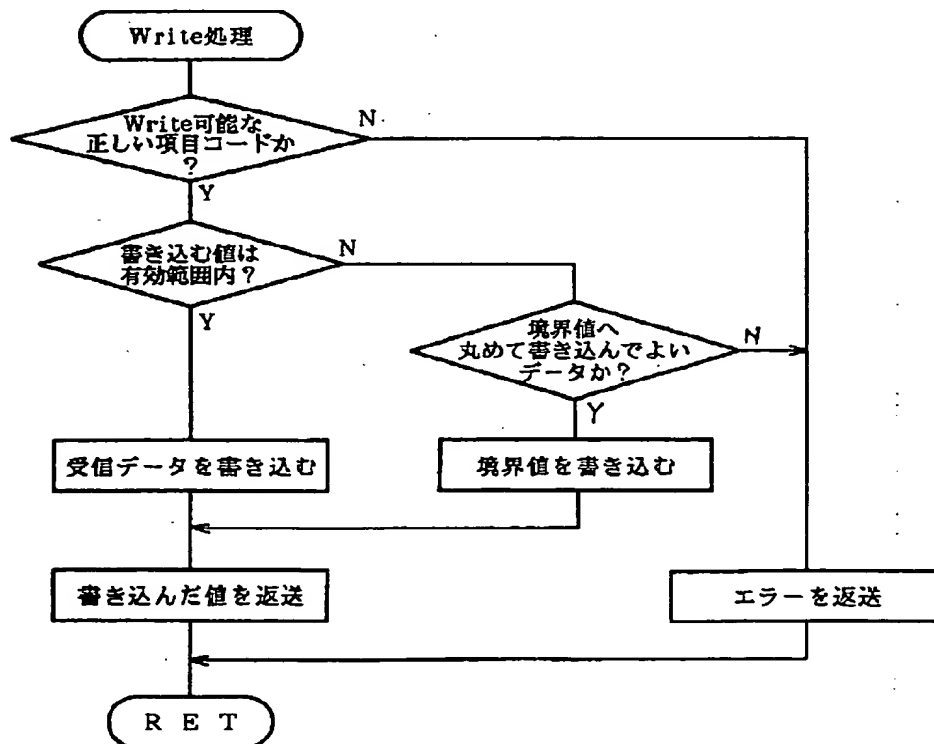 Write処理
Write可能な
正しい項目コードか
?
N
Y
書き込む値は
有効範囲内?
N
Y
境界値へ
丸めて書き込んでよい
データか?
N
Y
受信データを書き込む
境界値を書き込む
書き込んだ値を返送
エラーを返送
R E T